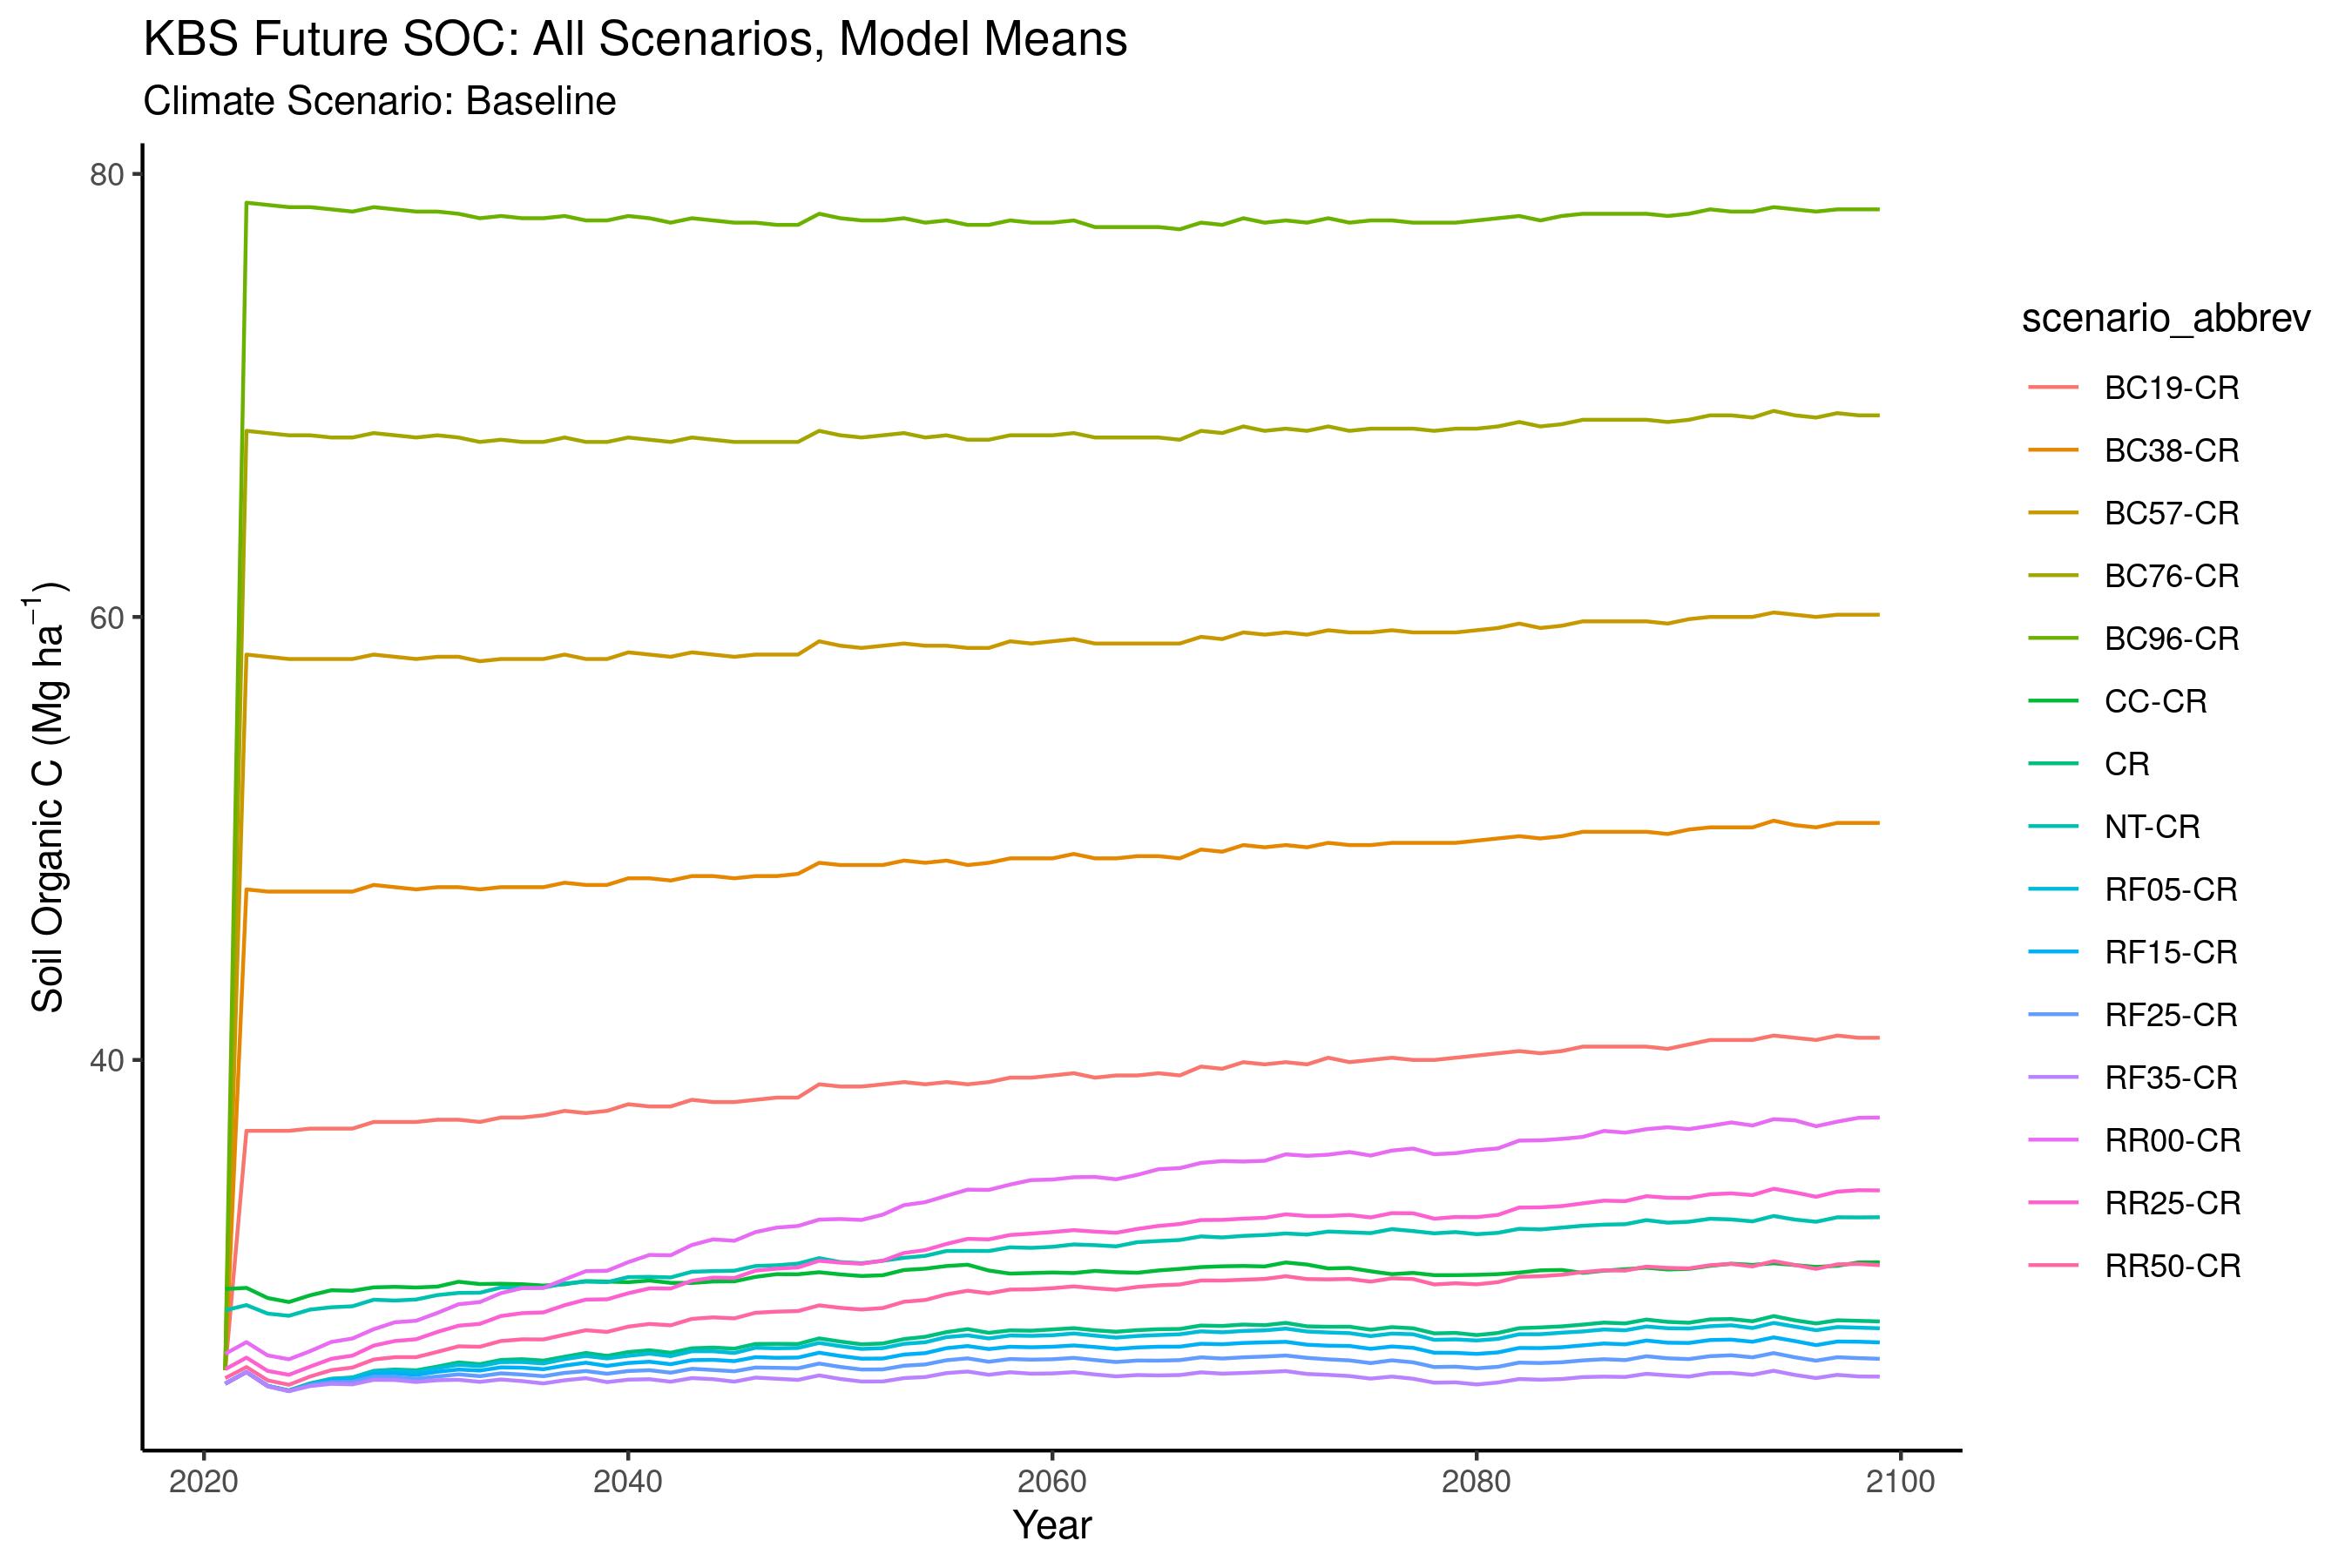 KBS Future SOC: All Scenarios, Model Means
Climate Scenario: Baseline
80
60
40
Soil Organic C (Mg ha⁻¹)
2020
2040
2060
2080
2100
Year
scenario_abbrev
BC19-CR
BC38-CR
BC57-CR
BC76-CR
BC96-CR
CC-CR
CR
NT-CR
RF05-CR
RF15-CR
RF25-CR
RF35-CR
RR00-CR
RR25-CR
RR50-CR